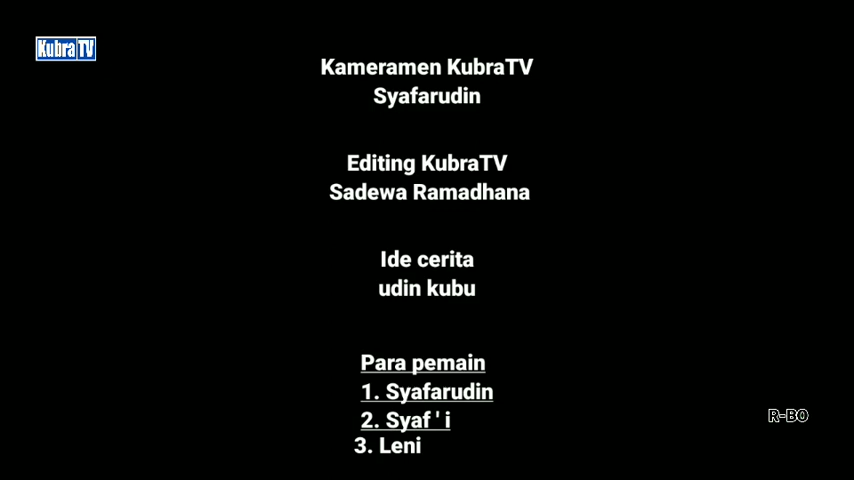 KubraTV
Kameramen KubraTV
Syafarudin
Editing KubraTV
Sadewa Ramadhana
Ide cerita
udin kubu
Para pemain
1. Syafarudin
2. Syaf ' i
3. Leni
R-BO